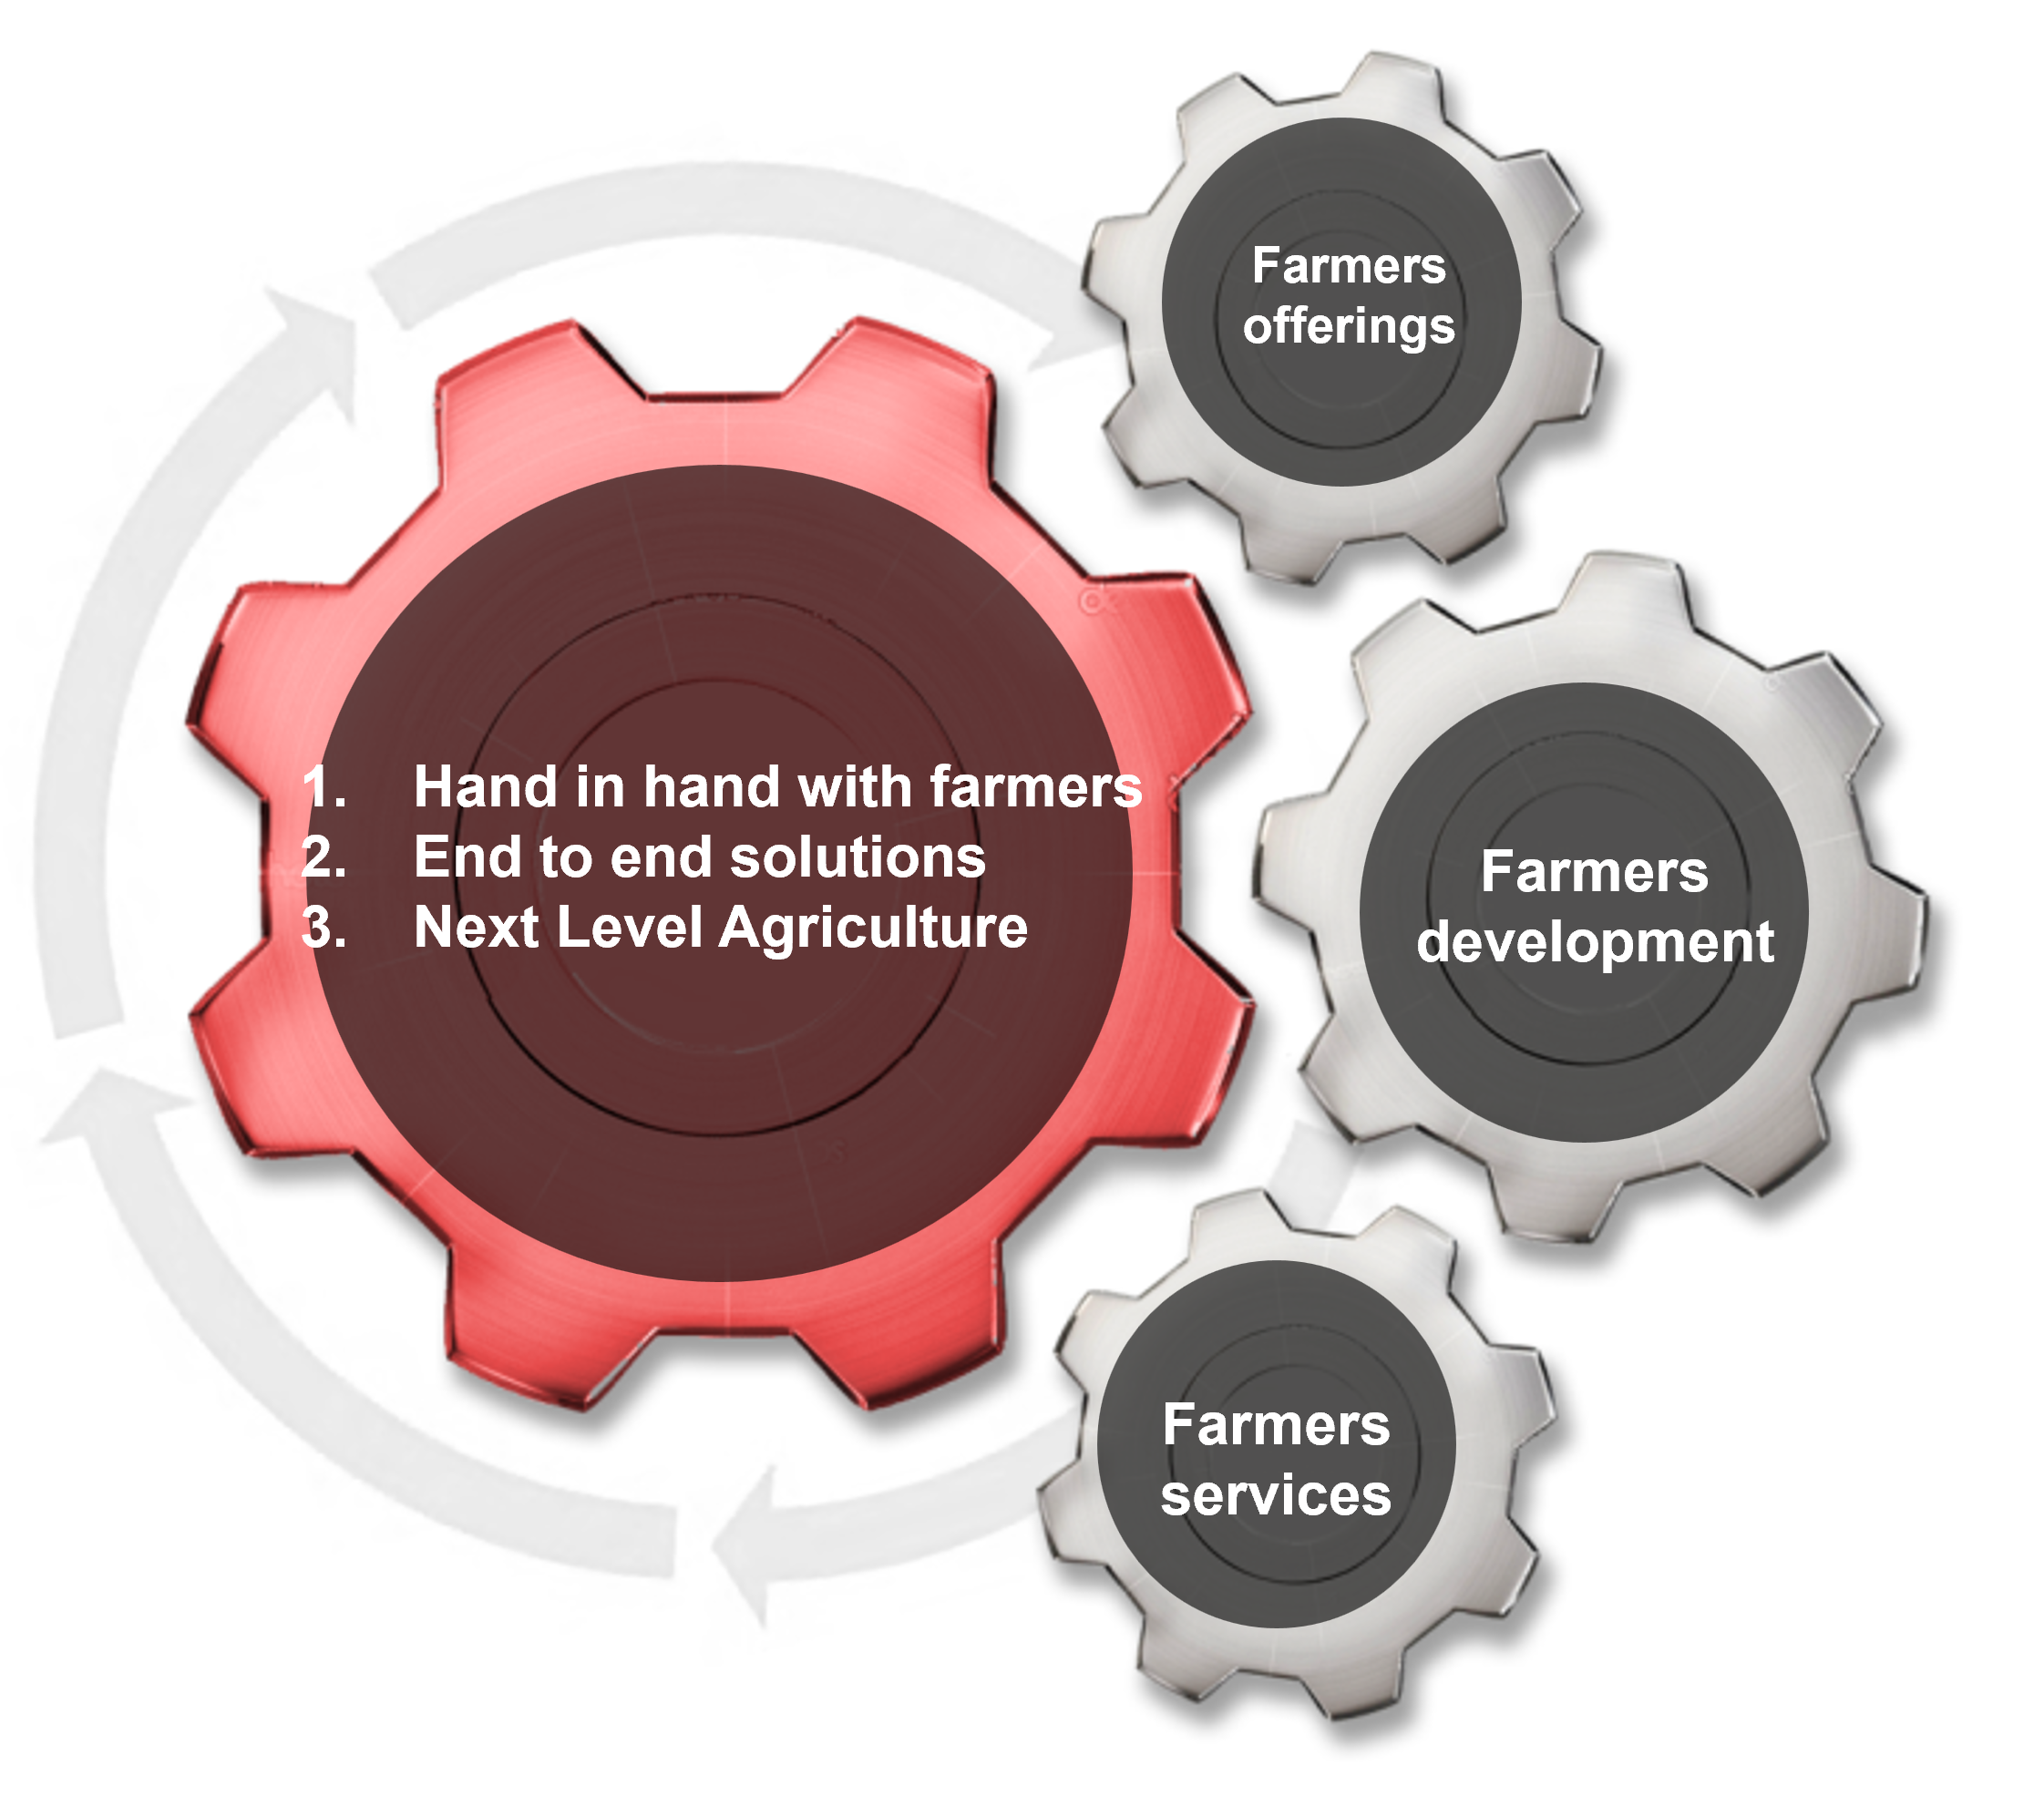 Farmers
offerings
1. Hand in hand with farmers
2. End to end solutions
3. Next Level Agriculture
Farmers
development
Farmers
services